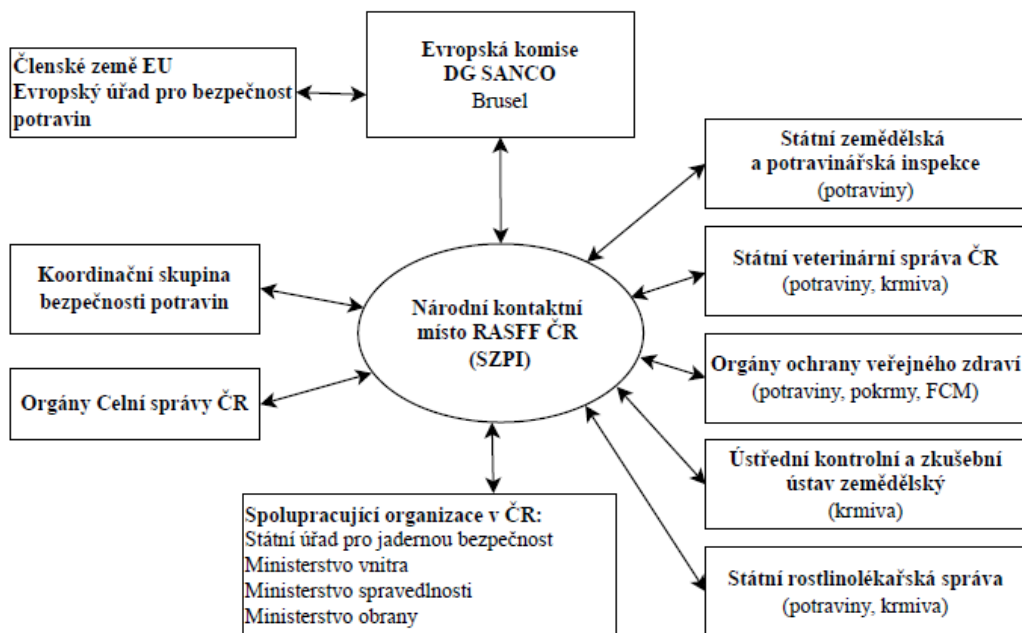 Členské země EU
Evropský úřad pro bezpečnost
potravin
Evropská komise
DG SANCO
Brusel
Státní zemědělská
a potravinářská inspekce
(potraviny)
Koordinační skupina
bezpečnosti potravin
Národní kontaktní
místo RASFF ČR
(SZPI)
Státní veterinární správa ČR
(potraviny, krmiva)
Orgány Celní správy ČR
Orgány ochrany veřejného zdraví
(potraviny, pokrmy, FCM)
Ústřední kontrolní a zkušební
ústav zemědělský
(krmiva)
Spolupracující organizace v ČR:
Státní úřad pro jadernou bezpečnost
Ministerstvo vnitra
Ministerstvo spravedlnosti
Ministerstvo obrany
Státní rostlinolékařská správa
(potraviny, krmiva)